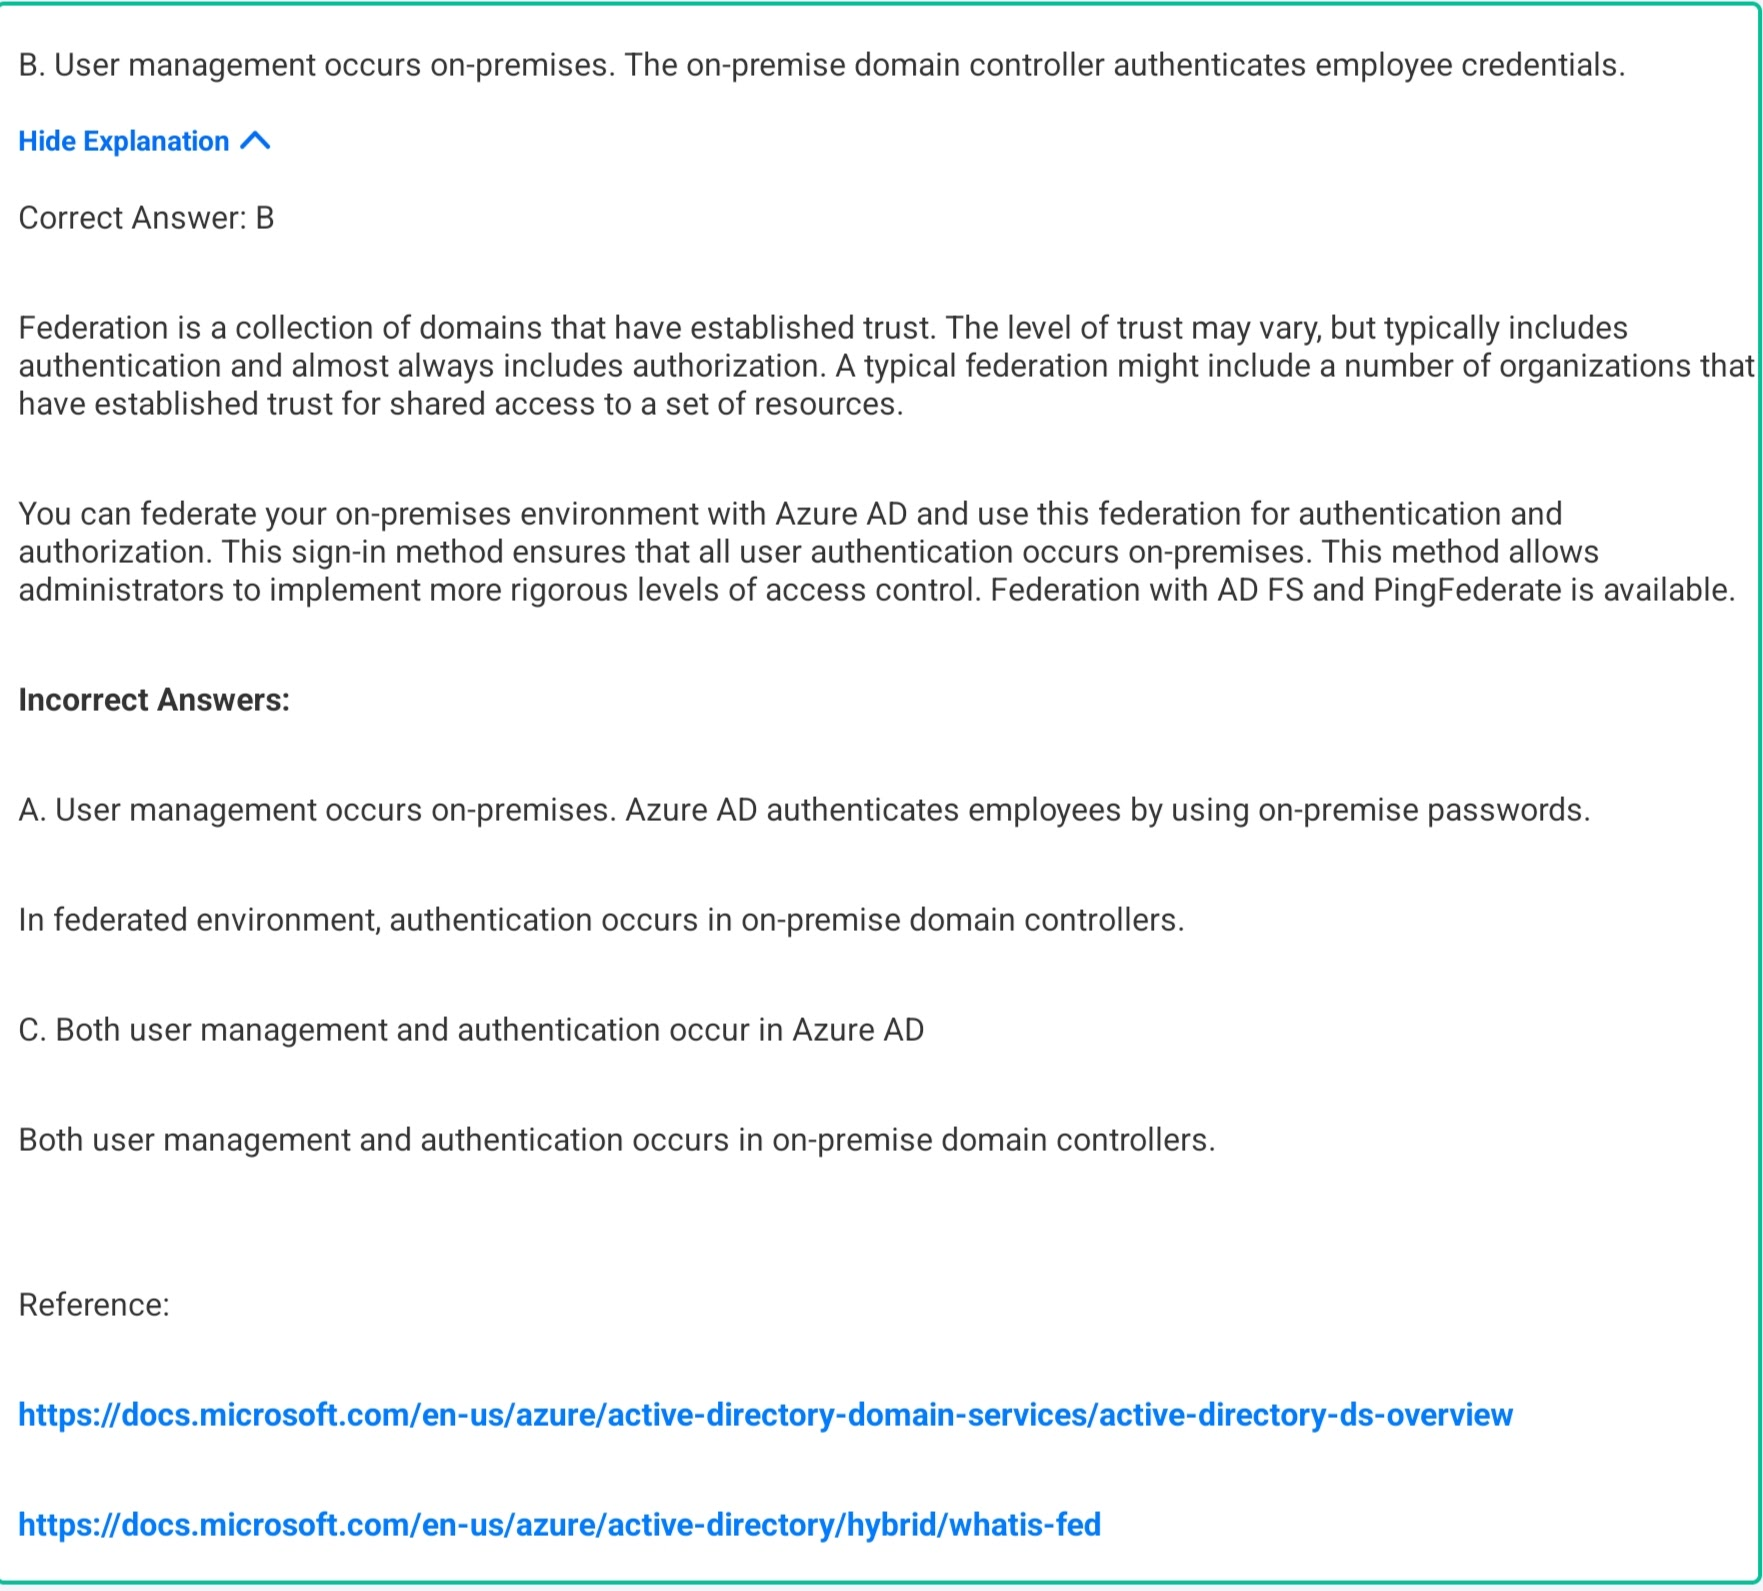 B. User management occurs on-premises. The on-premise domain controller authenticates employee credentials.
Hide Explanation
Correct Answer: B
Federation is a collection of domains that have established trust. The level of trust may vary, but typically includes
authentication and almost always includes authorization. A typical federation might include a number of organizations that
have established trust for shared access to a set of resources.
You can federate your on-premises environment with Azure AD and use this federation for authentication and
authorization. This sign-in method ensures that all user authentication occurs on-premises. This method allows
administrators to implement more rigorous levels of access control. Federation with AD FS and PingFederate is available.
Incorrect Answers:
A. User management occurs on-premises. Azure AD authenticates employees by using on-premise passwords.
In federated environment, authentication occurs in on-premise domain controllers.
C. Both user management and authentication occur in Azure AD
Both user management and authentication occurs in on-premise domain controllers.
Reference:
https://docs.microsoft.com/en-us/azure/active-directory-domain-services/active-directory-ds-overview
https://docs.microsoft.com/en-us/azure/active-directory/hybrid/whatis-fed